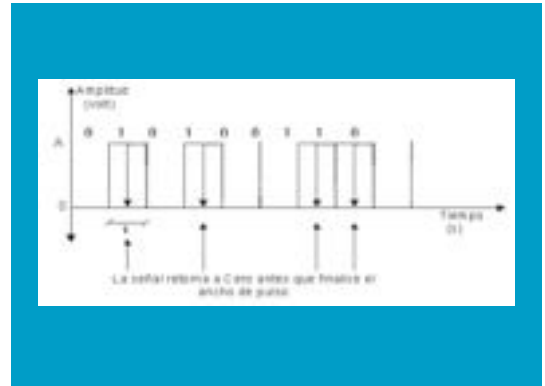 Amplitud
(volt)
0 1 0 1 0 0 1 1 0
A
0
Tiempo
(s)
La señal retorna a Cero antes que finalice el
ancho de pulso